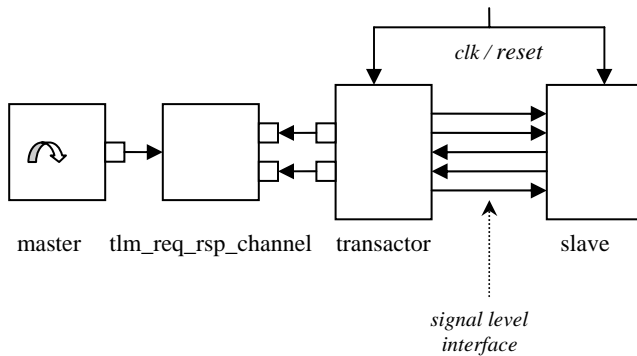 clk / reset
master
tlm_req_rsp_channel
transactor
slave
signal level
interface